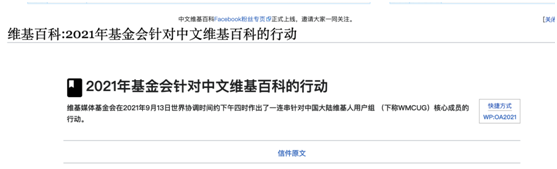 中文维基百科Facebook粉丝专页正式上线，邀请大家一同关注。
[关闭
维基百科:2021年基金会针对中文维基百科的行动
2021年基金会针对中文维基百科的行动
维基媒体基金会在2021年9月13日世界协调时间的下午四时作出了一连串针对中国大陆维基人用户组 （下称WMCUG）核心成员的
行动。
快捷方式
WP:OA2021
信件原文